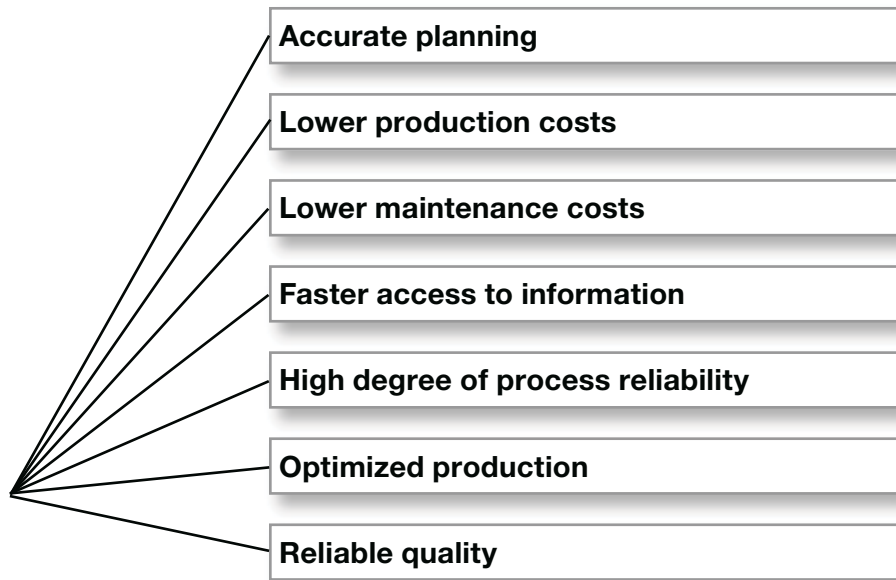 Accurate planning
Lower production costs
Lower maintenance costs
Faster access to information
High degree of process reliability
Optimized production
Reliable quality